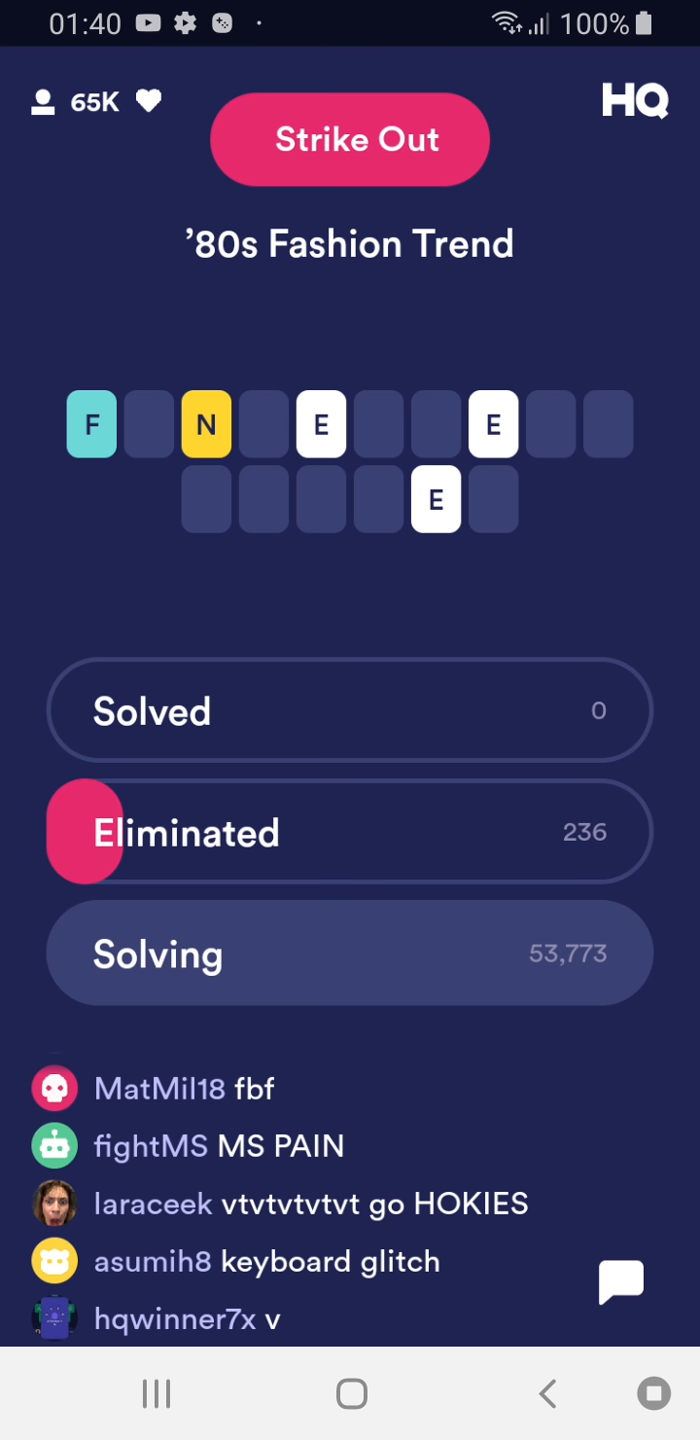 01:40 100%
65K HQ
Strike Out
’80s Fashion Trend
F N E E
E
Solved 0
Eliminated 236
Solving 53,773
MatMil18 fbf
fightMS MS PAIN
laraceek vtvtvtvtvt go HOKIES
asumih8 keyboard glitch
hqwinner7x v